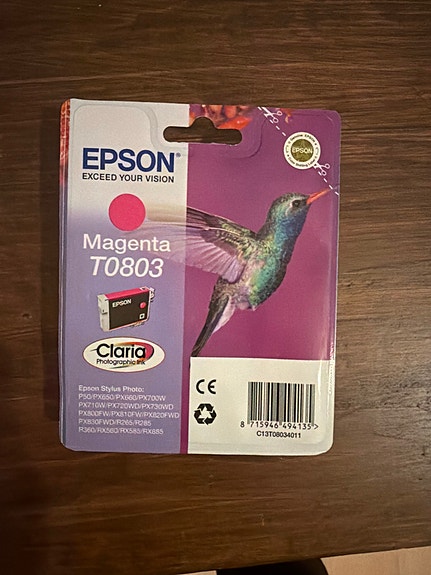 EPSON®
EXCEED YOUR VISION
EPSON
Magenta
T0803
EPSON
Claria
Photographic Ink
Epson Stylus Photo:
P50/PX650/PX660/PX700W
PX710W/PX720WD/PX730WD
PX800FW/PX810FW/PX820FWD
PX830FWD/R265/R285
R360/RX560/RX585/RX685
CE
8 715946 494135 >
C13T08034011